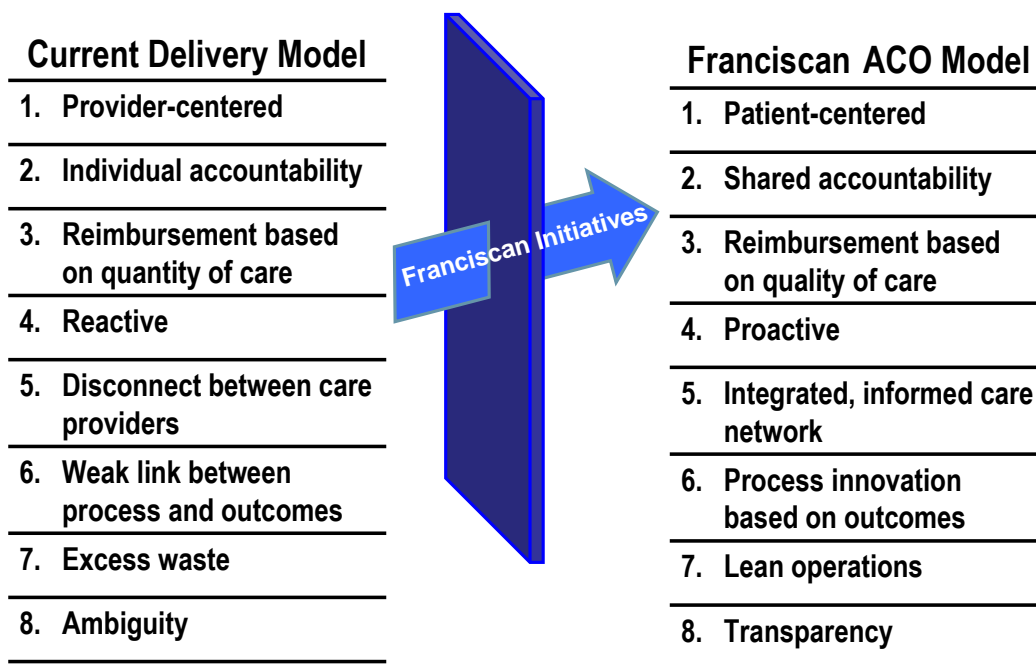 Current Delivery Model
1. Provider-centered
2. Individual accountability
3. Reimbursement based
on quantity of care
4. Reactive
5. Disconnect between care
providers
6. Weak link between
process and outcomes
7. Excess waste
8. Ambiguity
Franciscan Initiatives
Franciscan ACO Model
1. Patient-centered
2. Shared accountability
3. Reimbursement based
on quality of care
4. Proactive
5. Integrated, informed care
network
6. Process innovation
based on outcomes
7. Lean operations
8. Transparency